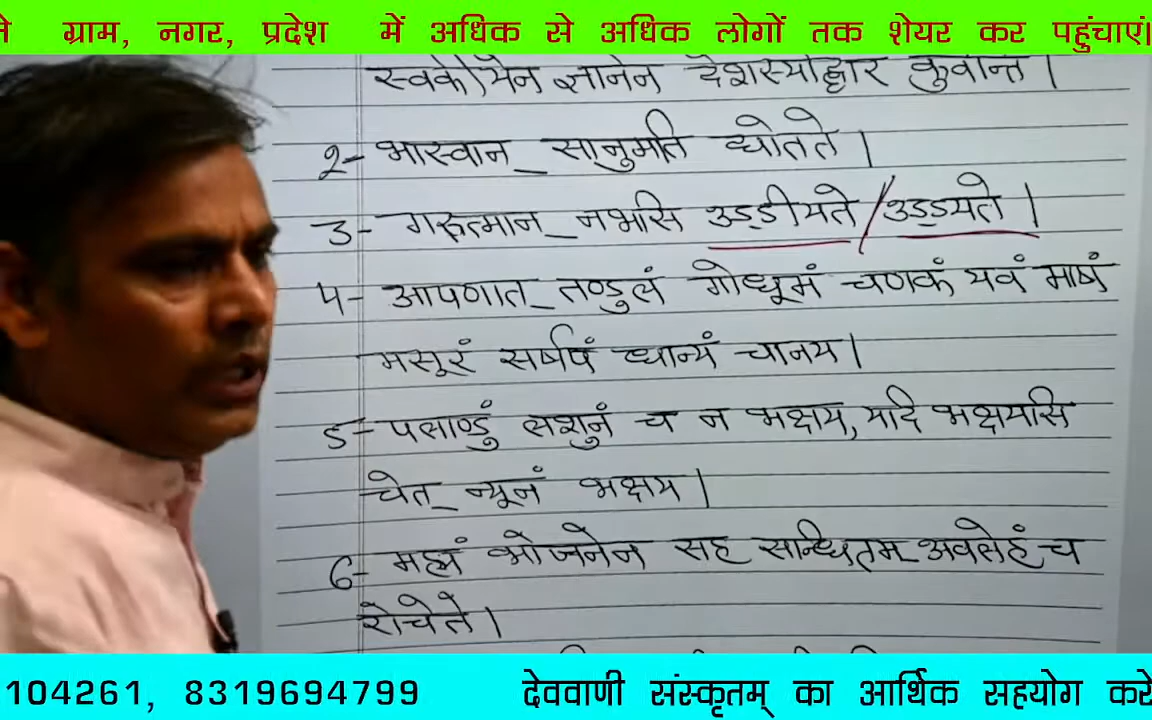 ग्राम, नगर, प्रदेश में अधिक से अधिक लोगों तक शेयर कर पहुंचाएं।
स्वकीयेन ज्ञानेन देशस्योद्धारं कुर्वन्ति।
2- भास्वान् सानुमति द्योतते।
3- गरुत्मान् नभसि उड्डीयते/उड्डयते।
4- आपणात् तण्डुलं गोधूमं चणकं यवं माषं
मसूरं सर्षपं धान्यं चानय।
5- पलाण्डुं लशुनं च न भक्षय, यदि भक्षयसि
चेत् न्यूनं भक्षय।
6- मह्यं भोजनेन सह सन्धितम् अवलेहं च
रोचेते।
104261, 8319694799 देववाणी संस्कृतम् का आर्थिक सहयोग करे